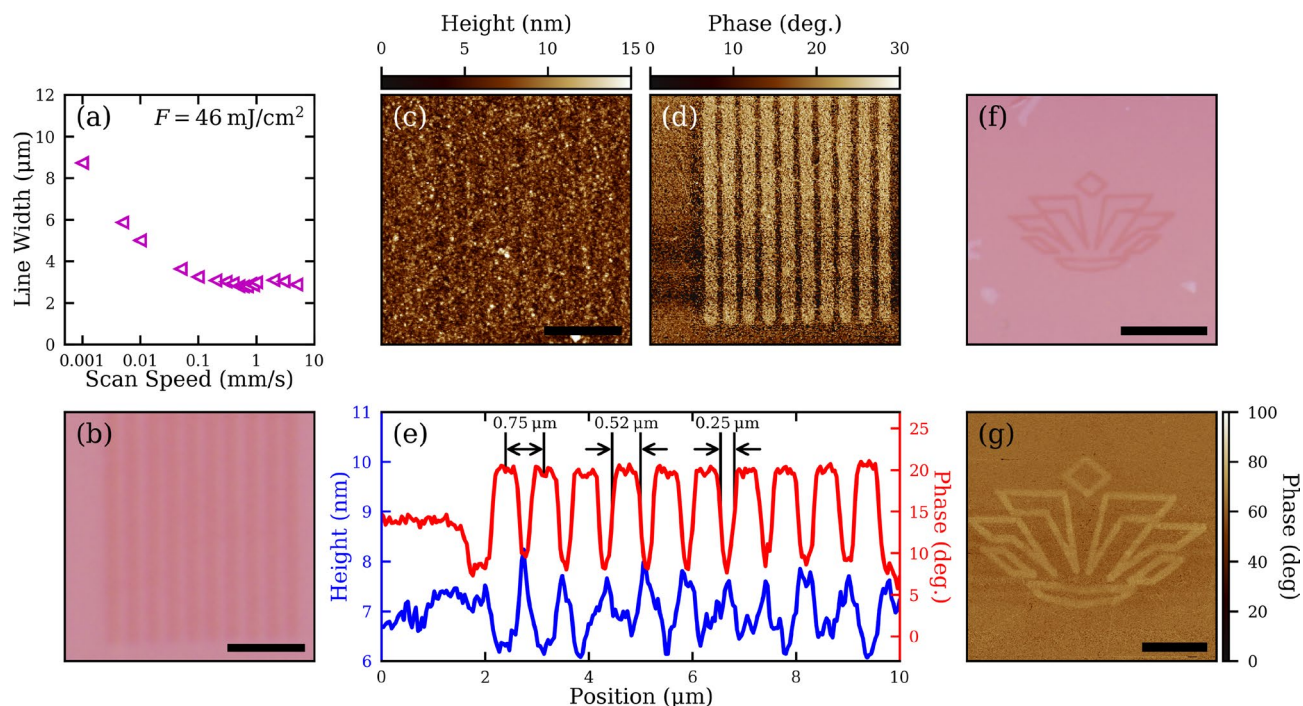 Height (nm)
0 5 10 15
Phase (deg.)
0 10 20 30
(a)
F = 46 mJ/cm²
Line Width (μm)
12
10
8
6
4
2
0
0.001 0.01 0.1 1 10
Scan Speed (mm/s)
(c)
(d)
(f)
(b)
(e)
0.75 μm
0.52 μm
0.25 μm
Height (nm)
11
10
9
8
7
6
0 2 4 6 8 10
Position (μm)
25
20
15
10
5
0
Phase (deg.)
(g)
100
80
60
40
20
0
Phase (deg.)